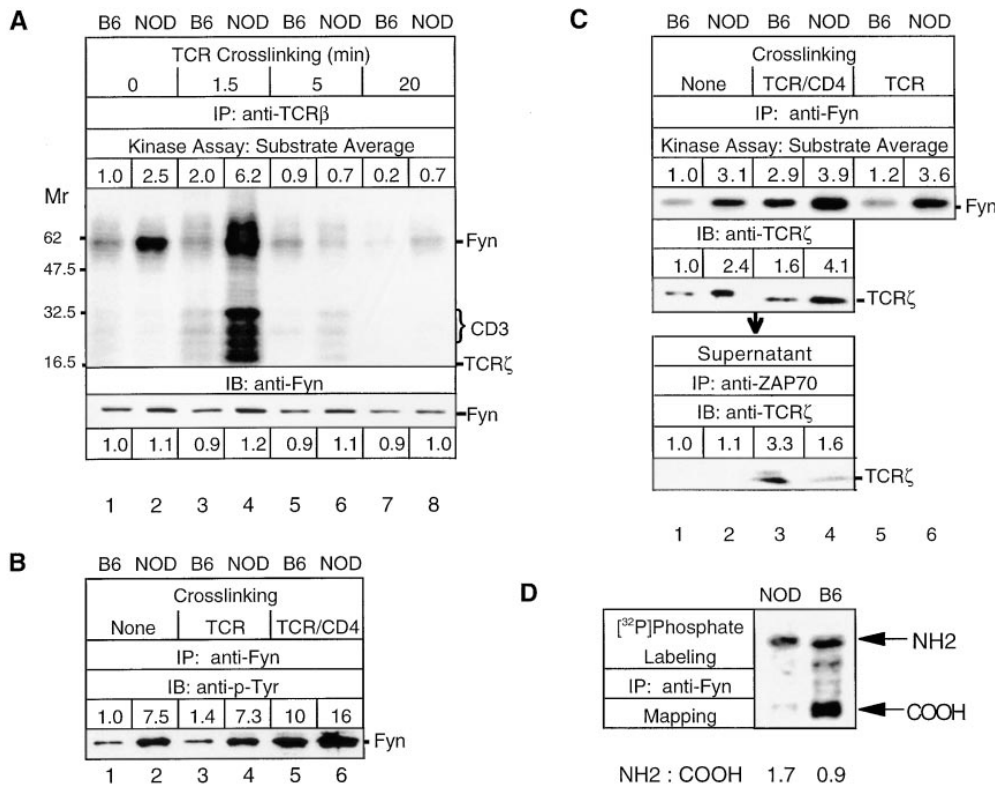 A
B6 NOD B6 NOD B6 NOD B6 NOD
TCR Crosslinking (min)
0 1.5 5 20
IP: anti-TCRβ
Kinase Assay: Substrate Average
1.0 2.5 2.0 6.2 0.9 0.7 0.2 0.7
Mr
62
47.5
32.5
16.5
Fyn
CD3
TCRζ
IB: anti-Fyn
Fyn
1.0 1.1 0.9 1.2 0.9 1.1 0.9 1.0
1 2 3 4 5 6 7 8
B
B6 NOD B6 NOD B6 NOD
Crosslinking
None TCR TCR/CD4
IP: anti-Fyn
IB: anti-p-Tyr
1.0 7.5 1.4 7.3 10 16
Fyn
1 2 3 4 5 6
C
B6 NOD B6 NOD B6 NOD
Crosslinking
None TCR/CD4 TCR
IP: anti-Fyn
Kinase Assay: Substrate Average
1.0 3.1 2.9 3.9 1.2 3.6
Fyn
IB: anti-TCRζ
1.0 2.4 1.6 4.1
TCRζ
Supernatant
IP: anti-ZAP70
IB: anti-TCRζ
1.0 1.1 3.3 1.6
TCRζ
1 2 3 4 5 6
D
NOD B6
[³²P]Phosphate
Labeling
IP: anti-Fyn
Mapping
NH2
COOH
NH2 : COOH 1.7 0.9